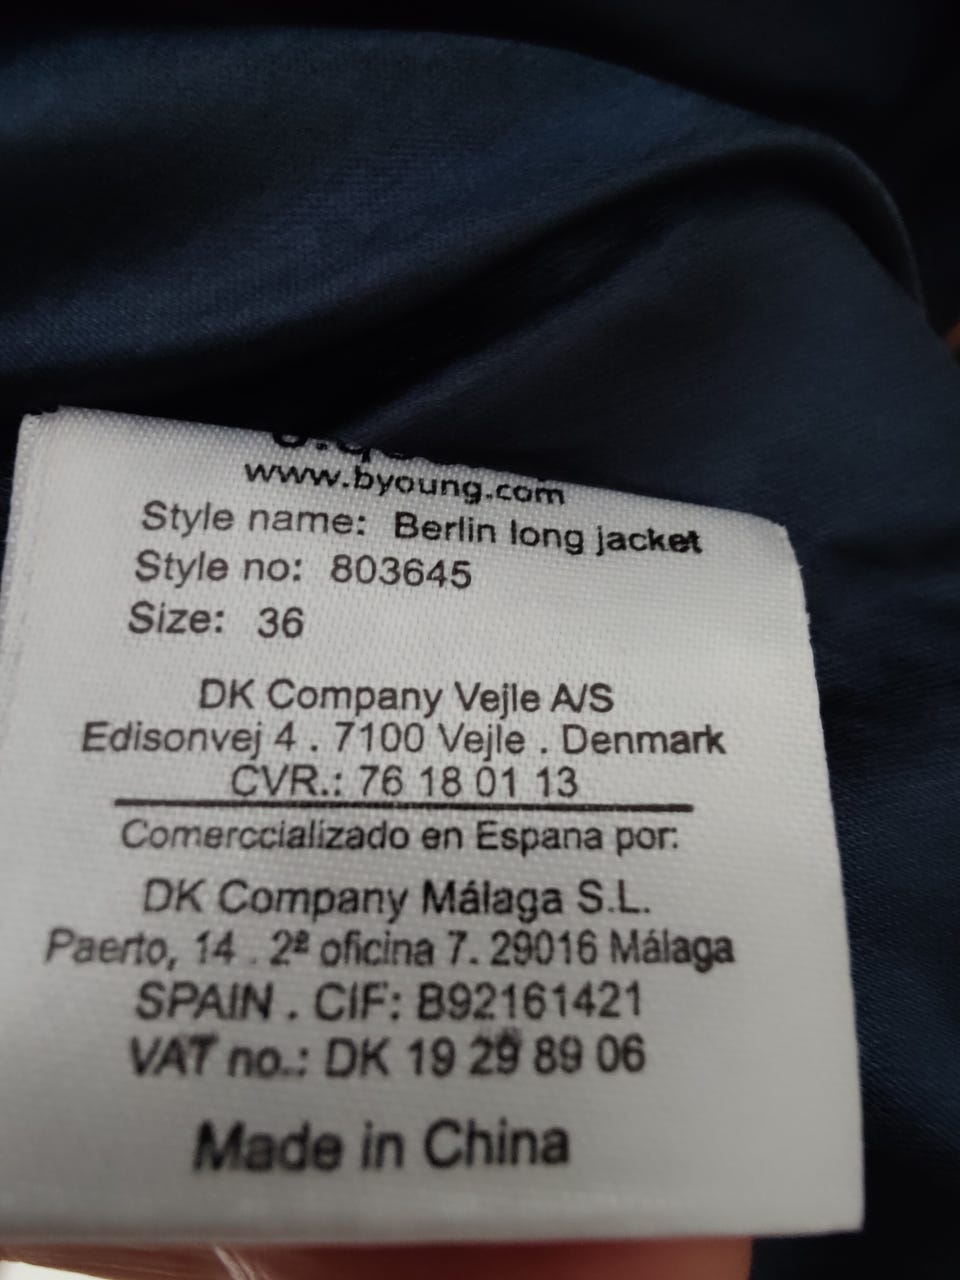 www.byoung.com
Style name: Berlin long jacket
Style no: 803645
Size: 36
DK Company Vejle A/S
Edisonvej 4 . 7100 Vejle . Denmark
CVR.: 76 18 01 13
Comerccializado en Espana por:
DK Company Málaga S.L.
Paerto, 14 . 2ª oficina 7. 29016 Málaga
SPAIN . CIF: B92161421
VAT no.: DK 19 29 89 06
Made in China